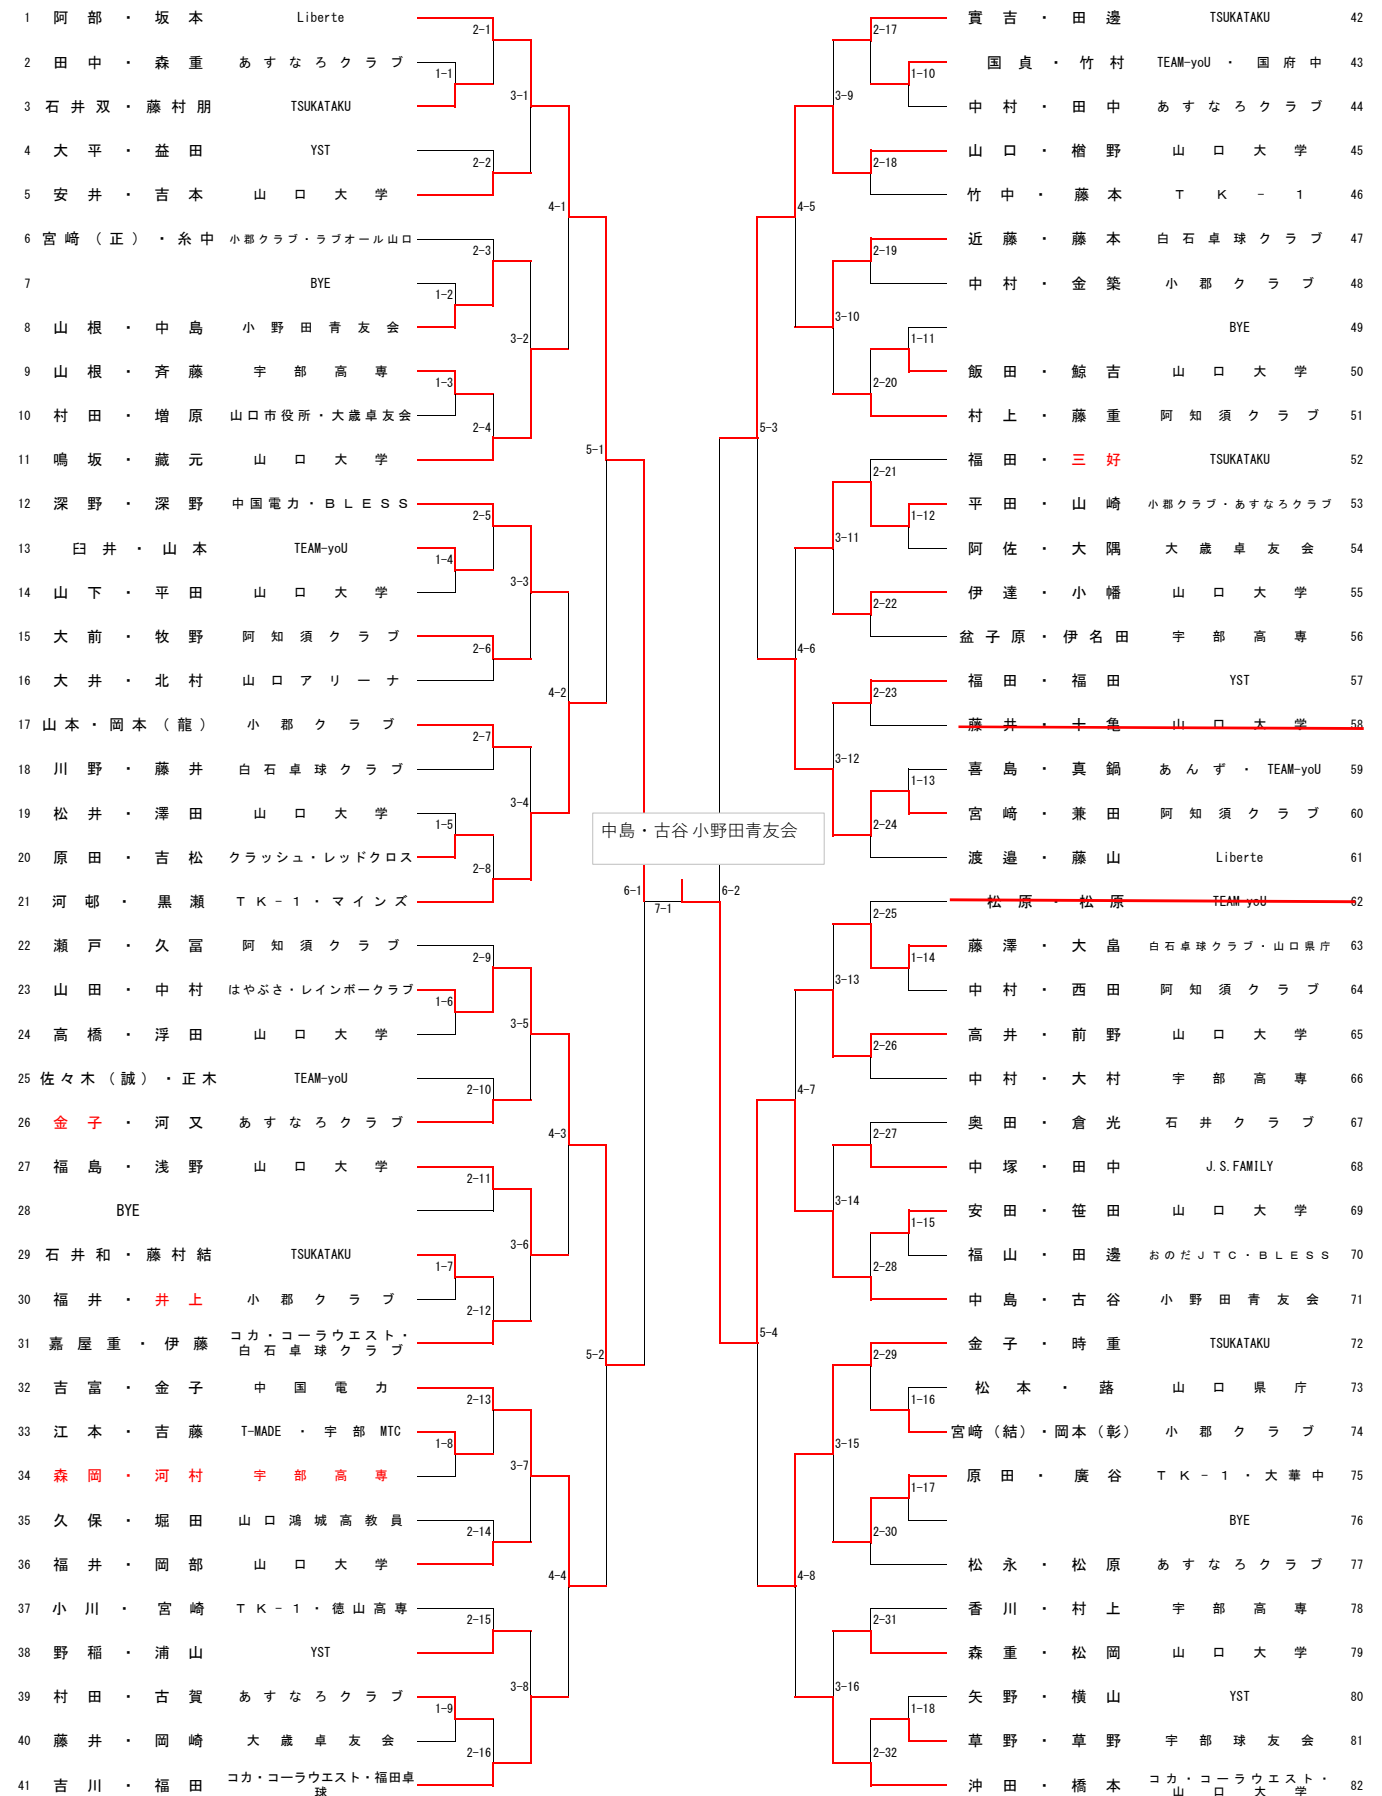 1 阿部・坂本 Liberte
2 田中・森重 あすなろクラブ
3 石井双・藤村朋 TSUKATAKU
4 大平・益田 YST
5 安井・吉本 山口大学
6 宮﨑（正）・糸中 小郡クラブ・ラブオール山口
7 BYE
8 山根・中島 小野田青友会
9 山根・斉藤 宇部高専
10 村田・増原 山口市役所・大歳卓友会
11 鳴坂・藏元 山口大学
12 深野・深野 中国電力・ＢＬＥＳＳ
13 臼井・山本 TEAM-yoU
14 山下・平田 山口大学
15 大前・牧野 阿知須クラブ
16 大井・北村 山口アリーナ
17 山本・岡本（龍） 小郡クラブ
18 川野・藤井 白石卓球クラブ
19 松井・澤田 山口大学
20 原田・吉松 クラッシュ・レッドクロス
21 河邨・黒瀬 ＴＫ－１・マインズ
22 瀬戸・久冨 阿知須クラブ
23 山田・中村 はやぶさ・レインボークラブ
24 高橋・浮田 山口大学
25 佐々木（誠）・正木 TEAM-yoU
26 金子・河又 あすなろクラブ
27 福島・浅野 山口大学
28 BYE
29 石井和・藤村結 TSUKATAKU
30 福井・井上 小郡クラブ
31 嘉屋重・伊藤 コカ・コーラウエスト・
白石卓球クラブ
32 吉富・金子 中国電力
33 江本・吉藤 T-MADE ・ 宇部 MTC
34 森岡・河村 宇部高専
35 久保・堀田 山口鴻城高教員
36 福井・岡部 山口大学
37 小川・宮崎 ＴＫ－１・徳山高専
38 野稲・浦山 YST
39 村田・古賀 あすなろクラブ
40 藤井・岡崎 大歳卓友会
41 吉川・福田 コカ・コーラウエスト・福田卓
球
2-1
1-1
3-1
2-2
4-1
2-3
1-2
3-2
1-3
2-4
5-1
2-5
1-4
3-3
2-6
4-2
2-7
3-4
1-5
2-8
6-1
2-9
1-6
3-5
2-10
4-3
2-11
3-6
1-7
2-12
5-2
2-13
1-8
3-7
2-14
4-4
2-15
3-8
1-9
2-16
中島・古谷 小野田青友会
7-1
6-2
2-17
1-10
3-9
2-18
4-5
2-19
3-10
1-11
2-20
5-3
2-21
1-12
3-11
2-22
4-6
2-23
3-12
1-13
2-24
2-25
1-14
3-13
2-26
4-7
2-27
3-14
1-15
2-28
5-4
2-29
1-16
3-15
1-17
2-30
4-8
2-31
3-16
1-18
2-32
實吉・田邊 TSUKATAKU 42
国貞・竹村 TEAM-yoU ・ 国府中 43
中村・田中 あすなろクラブ 44
山口・楢野 山口大学 45
竹中・藤本 ＴＫ－１ 46
近藤・藤本 白石卓球クラブ 47
中村・金築 小郡クラブ 48
BYE 49
飯田・鯨吉 山口大学 50
村上・藤重 阿知須クラブ 51
福田・三好 TSUKATAKU 52
平田・山崎 小郡クラブ・あすなろクラブ 53
阿佐・大隅 大歳卓友会 54
伊達・小幡 山口大学 55
盆子原・伊名田 宇部高専 56
福田・福田 YST 57
藤井・十亀 山口大学 58
喜島・真鍋 あんず・ TEAM-yoU 59
宮﨑・兼田 阿知須クラブ 60
渡邉・藤山 Liberte 61
松原・松原 TEAM-yoU 62
藤澤・大畠 白石卓球クラブ・山口県庁 63
中村・西田 阿知須クラブ 64
高井・前野 山口大学 65
中村・大村 宇部高専 66
奥田・倉光 石井クラブ 67
中塚・田中 J.S.FAMILY 68
安田・笹田 山口大学 69
福山・田邊 おのだＪＴＣ・ＢＬＥＳＳ 70
中島・古谷 小野田青友会 71
金子・時重 TSUKATAKU 72
松本・蕗 山口県庁 73
宮﨑（結）・岡本（彰） 小郡クラブ 74
原田・廣谷 ＴＫ－１・大華中 75
BYE 76
松永・松原 あすなろクラブ 77
香川・村上 宇部高専 78
森重・松岡 山口大学 79
矢野・横山 YST 80
草野・草野 宇部球友会 81
沖田・橋本 コカ・コーラウエスト・
山口大学 82